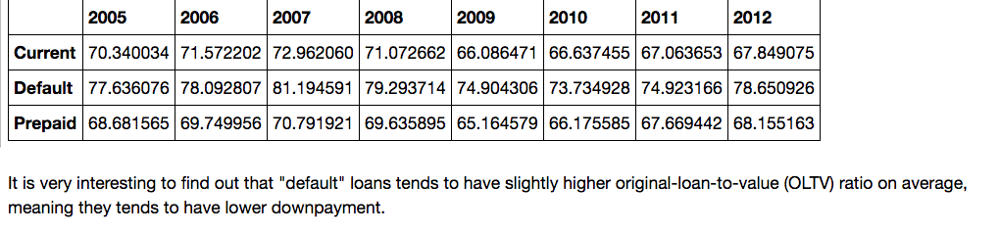 2005 2006 2007 2008 2009 2010 2011 2012
Current 70.340034 71.572202 72.962060 71.072662 66.086471 66.637455 67.063653 67.849075
Default 77.636076 78.092807 81.194591 79.293714 74.904306 73.734928 74.923166 78.650926
Prepaid 68.681565 69.749956 70.791921 69.635895 65.164579 66.175585 67.669442 68.155163
It is very interesting to find out that "default" loans tends to have slightly higher original-loan-to-value (OLTV) ratio on average,
meaning they tends to have lower downpayment.